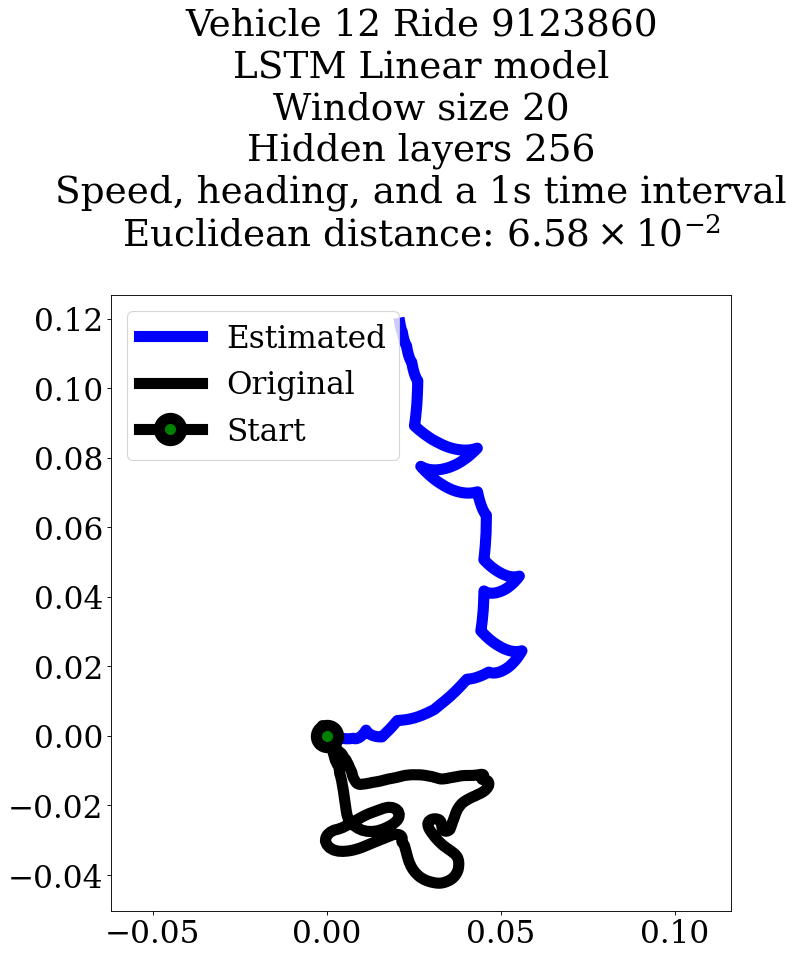 Vehicle 12 Ride 9123860
LSTM Linear model
Window size 20
Hidden layers 256
Speed, heading, and a 1s time interval
Euclidean distance: 6.58 × 10⁻²
Estimated
Original
Start
0.12
0.10
0.08
0.06
0.04
0.02
0.00
−0.02
−0.04
−0.05 0.00 0.05 0.10